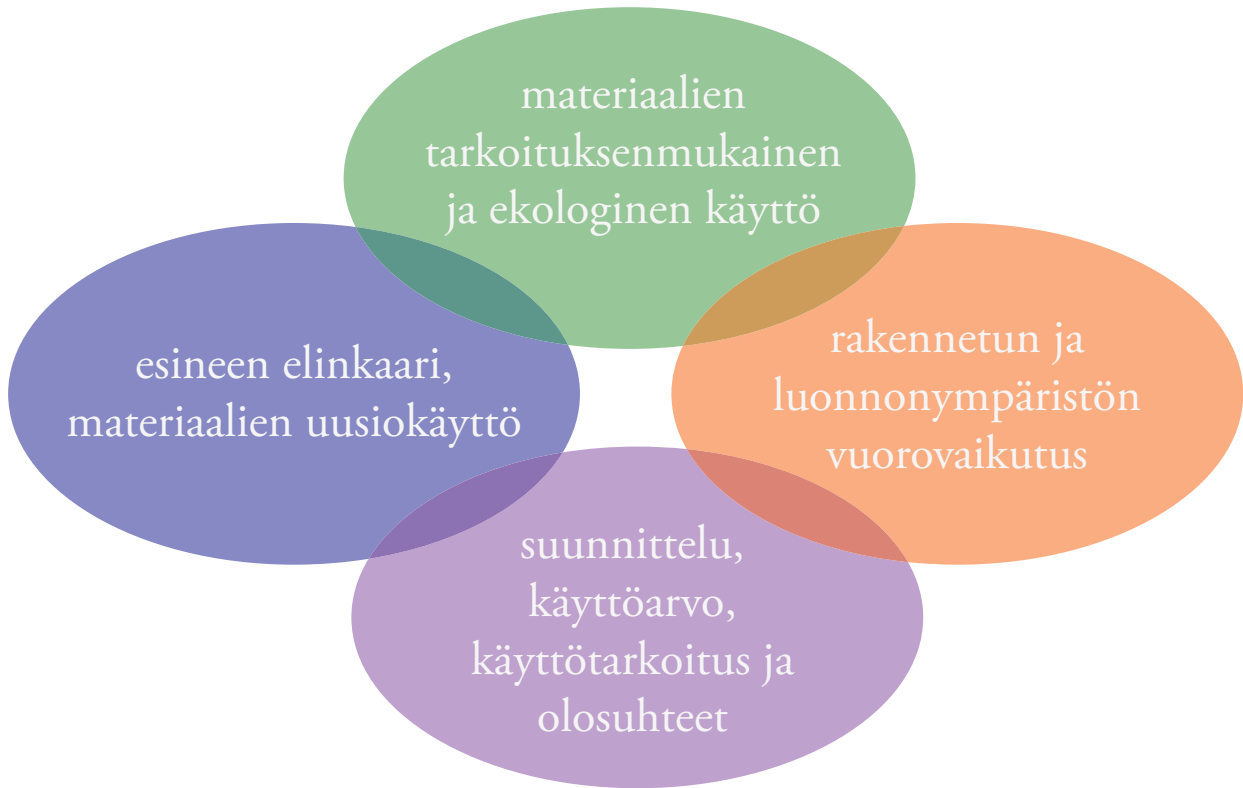 materiaalien
tarkoituksenmukainen
ja ekologinen käyttö
esineen elinkaari,
materiaalien uusiokäyttö
rakennetun ja
luonnonympäristön
vuorovaikutus
suunnittelu,
käyttöarvo,
käyttötarkoitus ja
olosuhteet